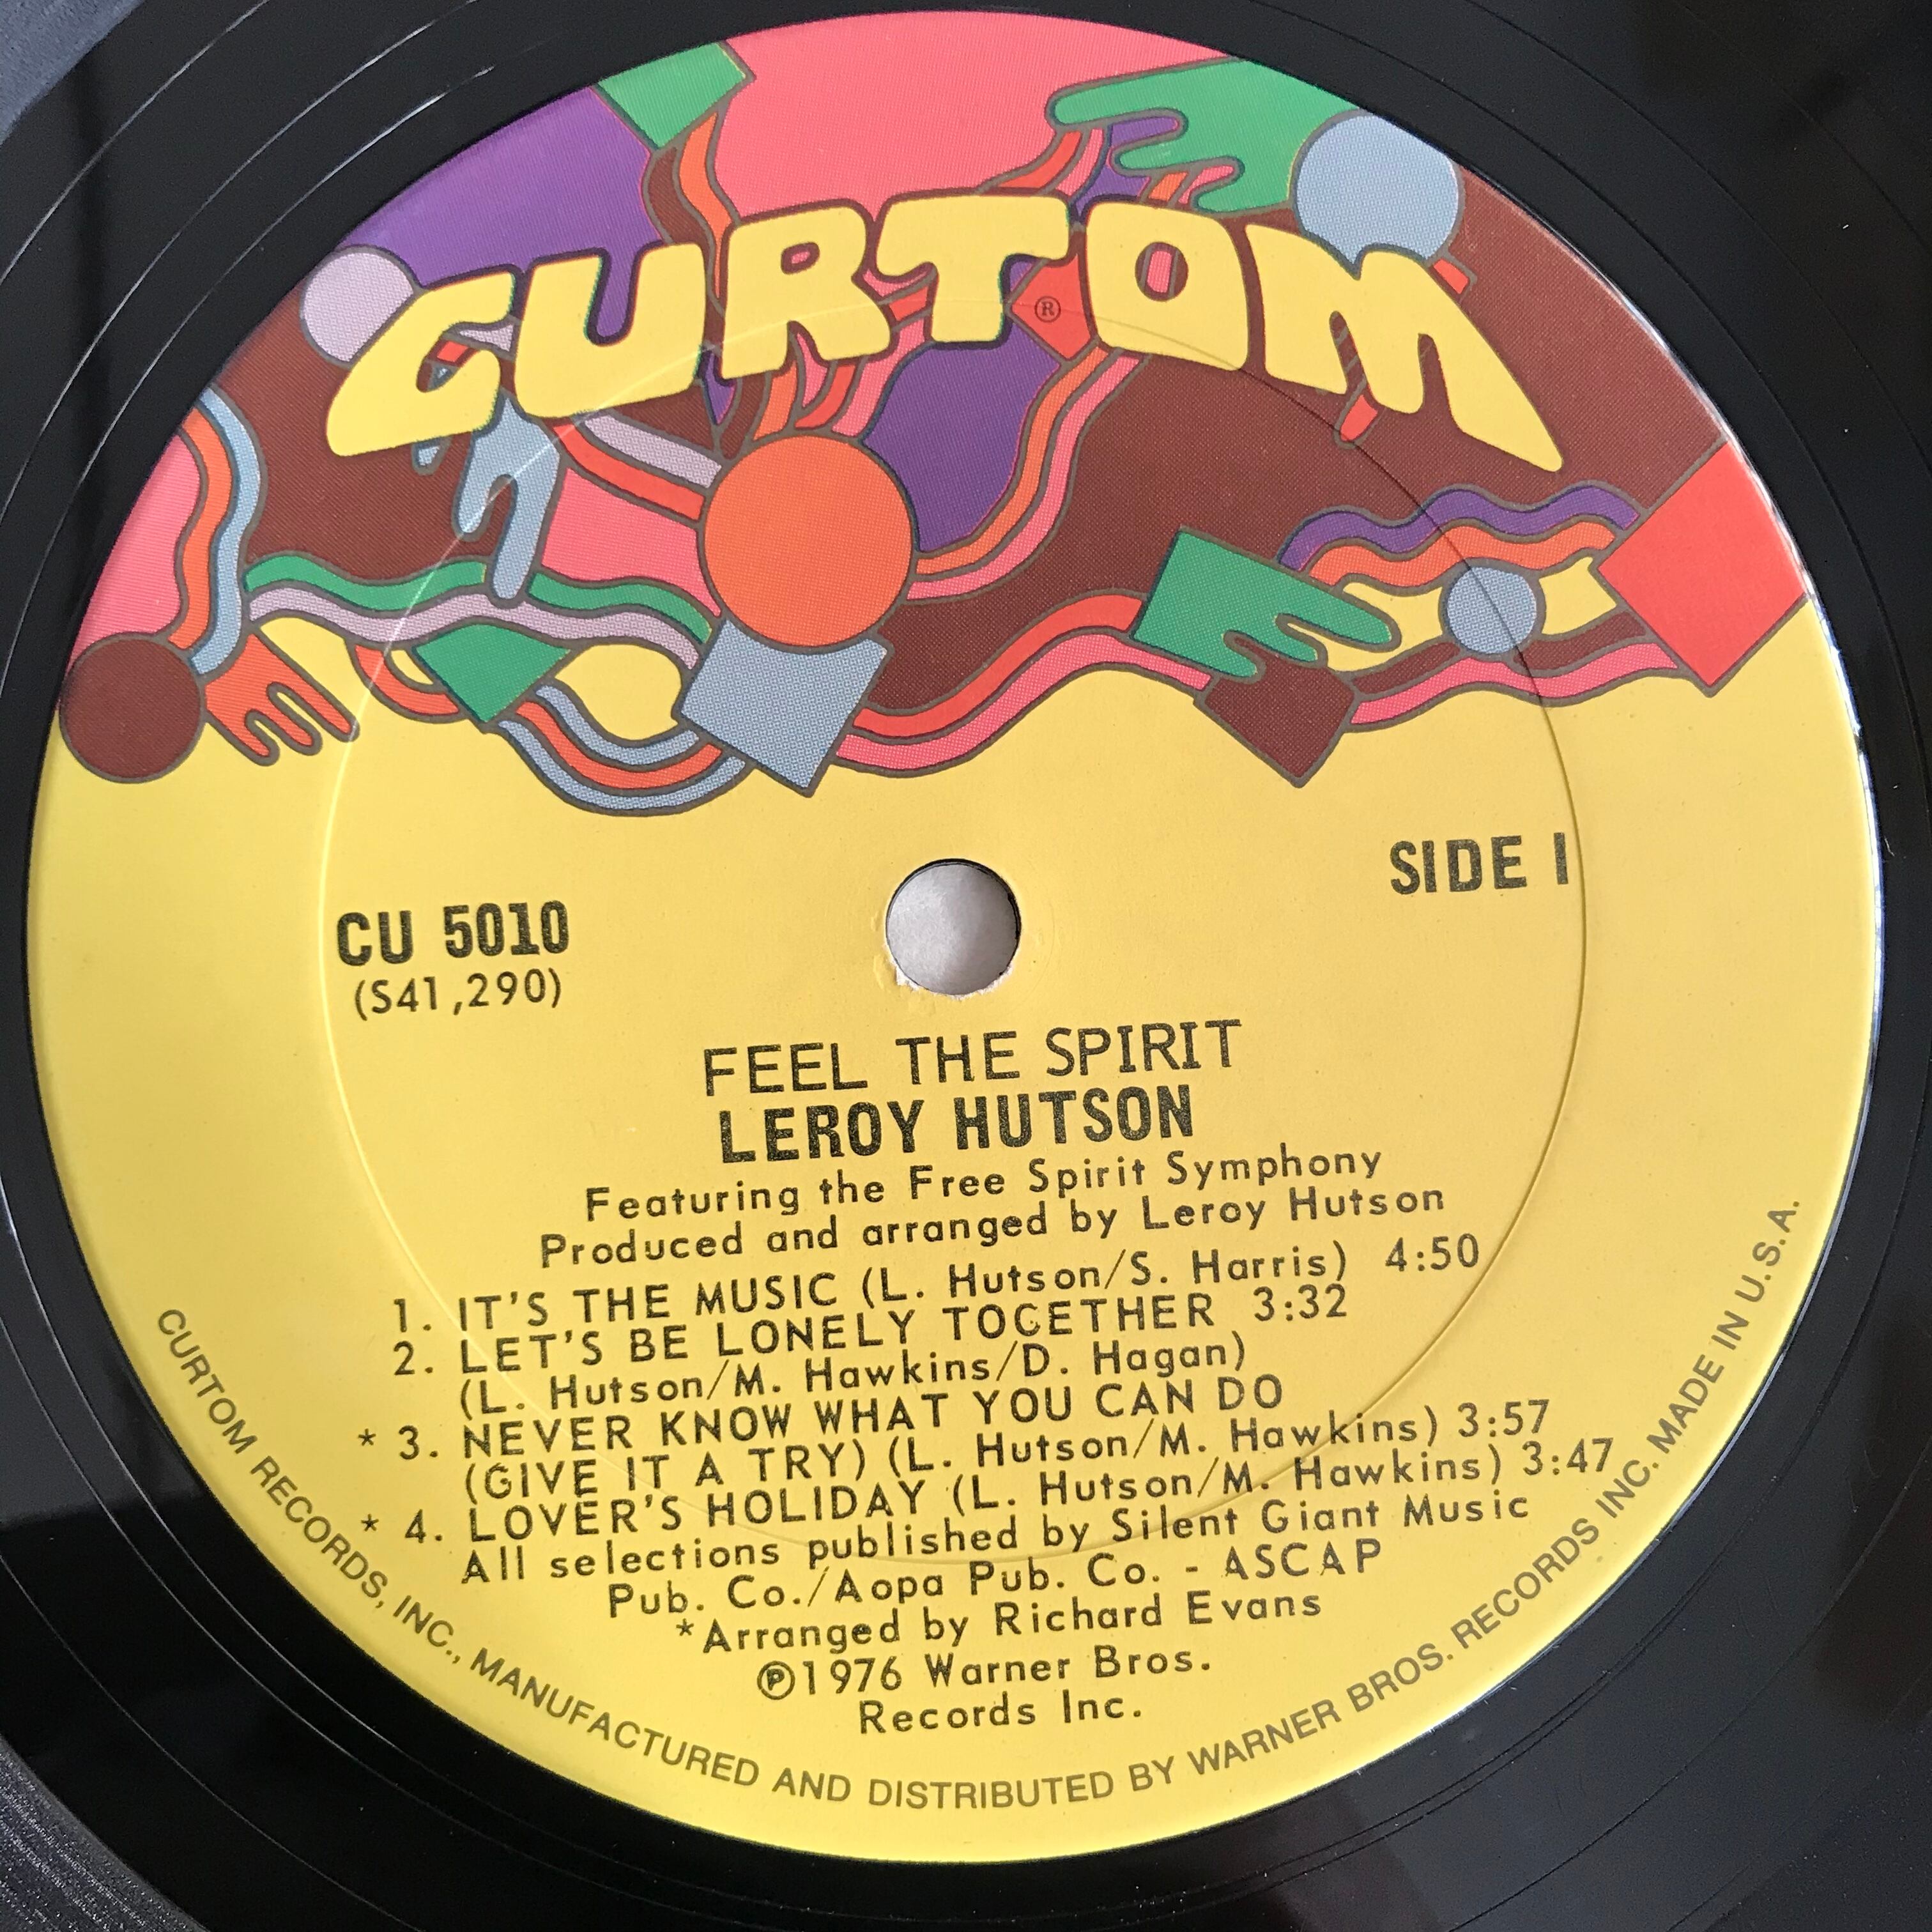 CURTOM
®
SIDE 1
CU 5010
(S41,290)
FEEL THE SPIRIT
LEROY HUTSON
Featuring the Free Spirit Symphony
Produced and arranged by Leroy Hutson
1. IT'S THE MUSIC (L. Hutson/S. Harris) 4:50
2. LET'S BE LONELY TOGETHER 3:32
(L. Hutson/M. Hawkins/D. Hagan)
* 3. NEVER KNOW WHAT YOU CAN DO
(GIVE IT A TRY) (L. Hutson/M. Hawkins) 3:57
* 4. LOVER'S HOLIDAY (L. Hutson/M. Hawkins) 3:47
All selections published by Silent Giant Music
Pub. Co./Aopa Pub. Co. - ASCAP
*Arranged by Richard Evans
℗1976 Warner Bros.
Records Inc.
CURTOM RECORDS, INC., MANUFACTURED AND DISTRIBUTED BY WARNER BROS. RECORDS INC. MADE IN U.S.A.